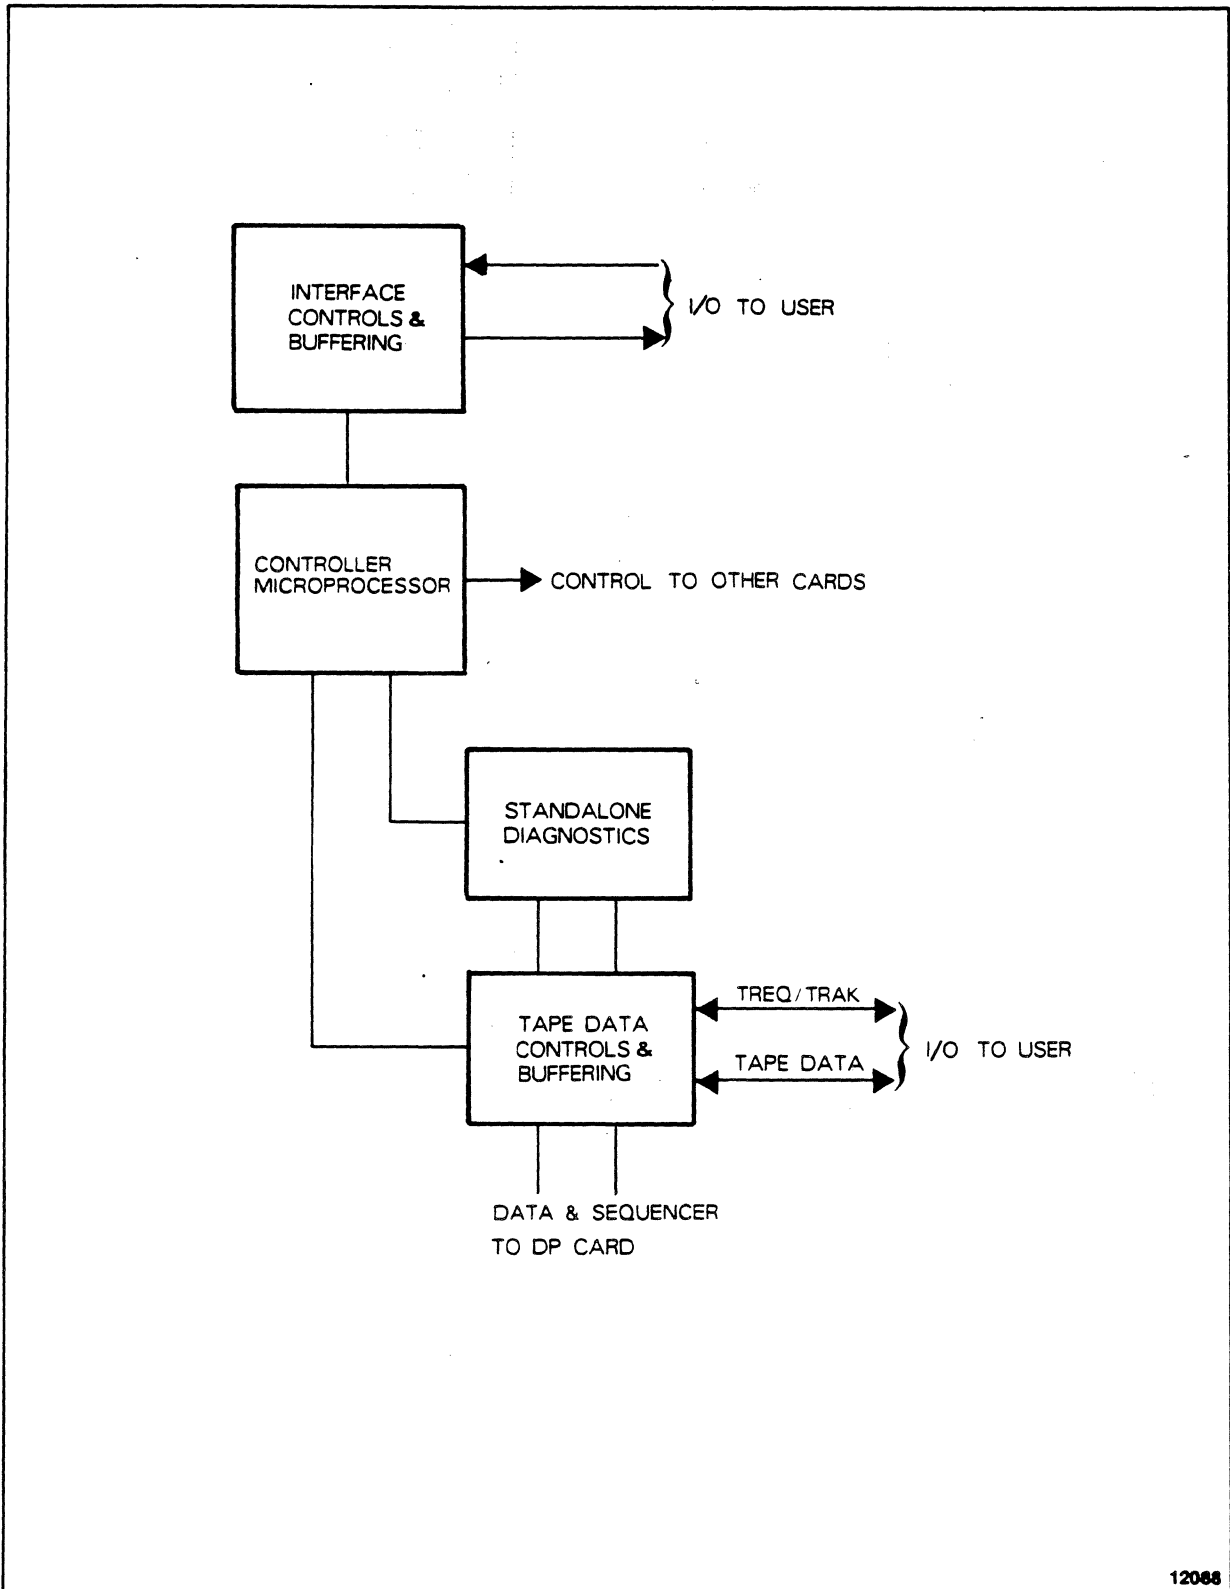 INTERFACE
CONTROLS &
BUFFERING
I/O TO USER
CONTROLLER
MICROPROCESSOR
CONTROL TO OTHER CARDS
STANDALONE
DIAGNOSTICS
TAPE DATA
CONTROLS &
BUFFERING
TREQ/TRAK
TAPE DATA
I/O TO USER
DATA & SEQUENCER
TO DP CARD